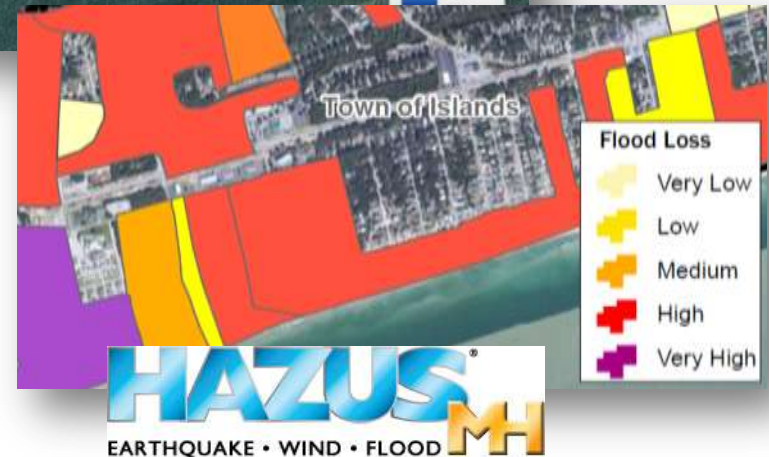 Town of Islands
Flood Loss
Very Low
Low
Medium
High
Very High
HAZUS®
MH
EARTHQUAKE • WIND • FLOOD